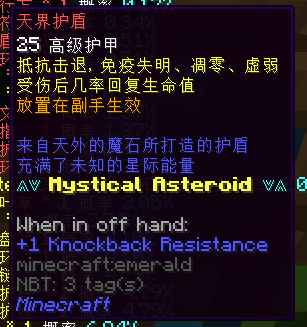 天界护盾
25 高级护甲
抵抗击退,免疫失明、凋零、虚弱
受伤后几率回复生命值
放置在副手生效
来自天外的魔石所打造的护盾
充满了未知的星际能量
Mystical Asteroid
When in off hand:
+1 Knockback Resistance
minecraft:emerald
NBT: 3 tag(s)
Minecraft